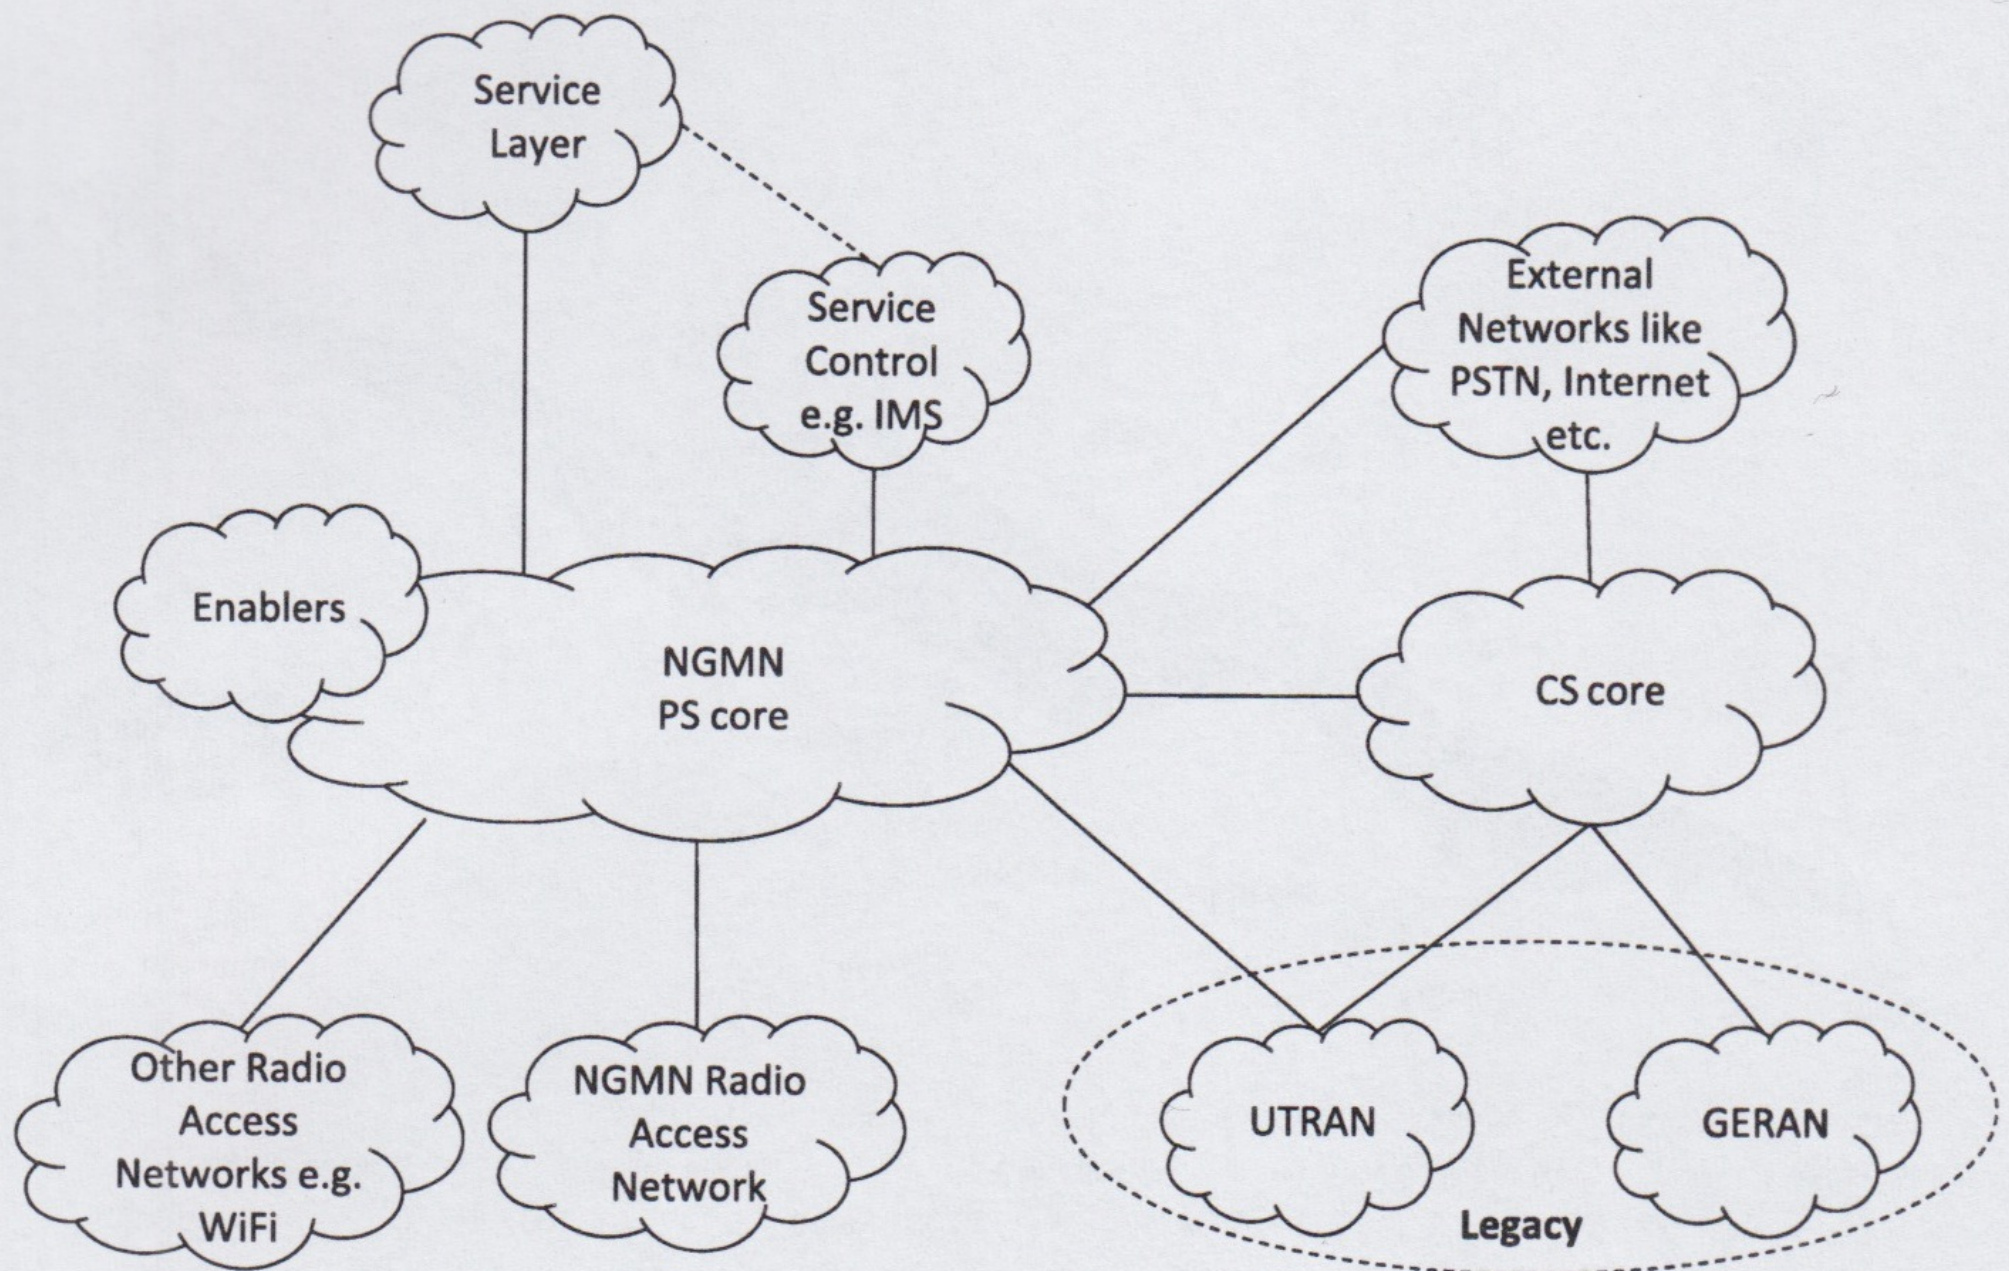 Service
Layer
Service
Control
e.g. IMS
External
Networks like
PSTN, Internet
etc.
Enablers
NGMN
PS core
CS core
Other Radio
Access
Networks e.g.
WiFi
NGMN Radio
Access
Network
UTRAN
GERAN
Legacy